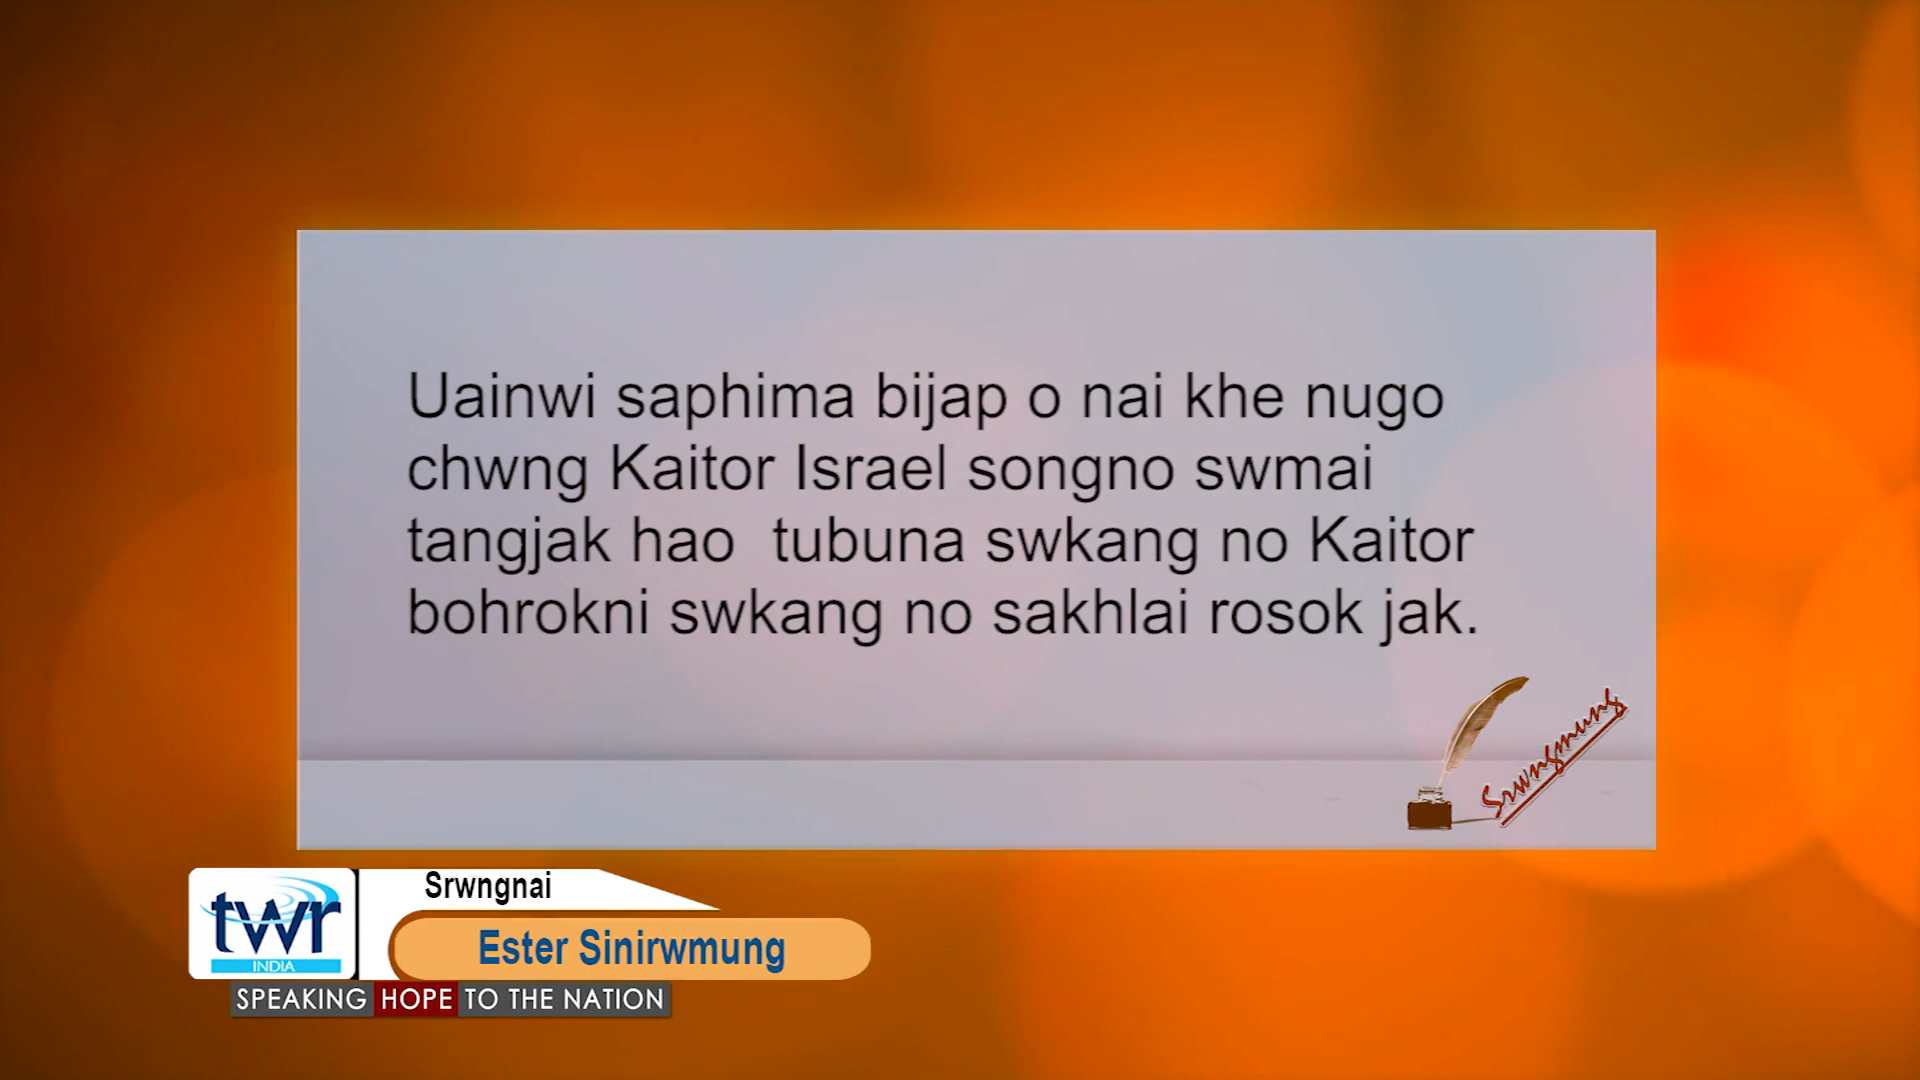 Uainwi saphima bijap o nai khe nugo
chwng Kaitor Israel songno swmai
tangjak hao  tubuna swkang no Kaitor
bohrokni swkang no sakhlai rosok jak.
Srwngmung
Srwngnai
twr
INDIA
Ester Sinirwmung
SPEAKING HOPE TO THE NATION